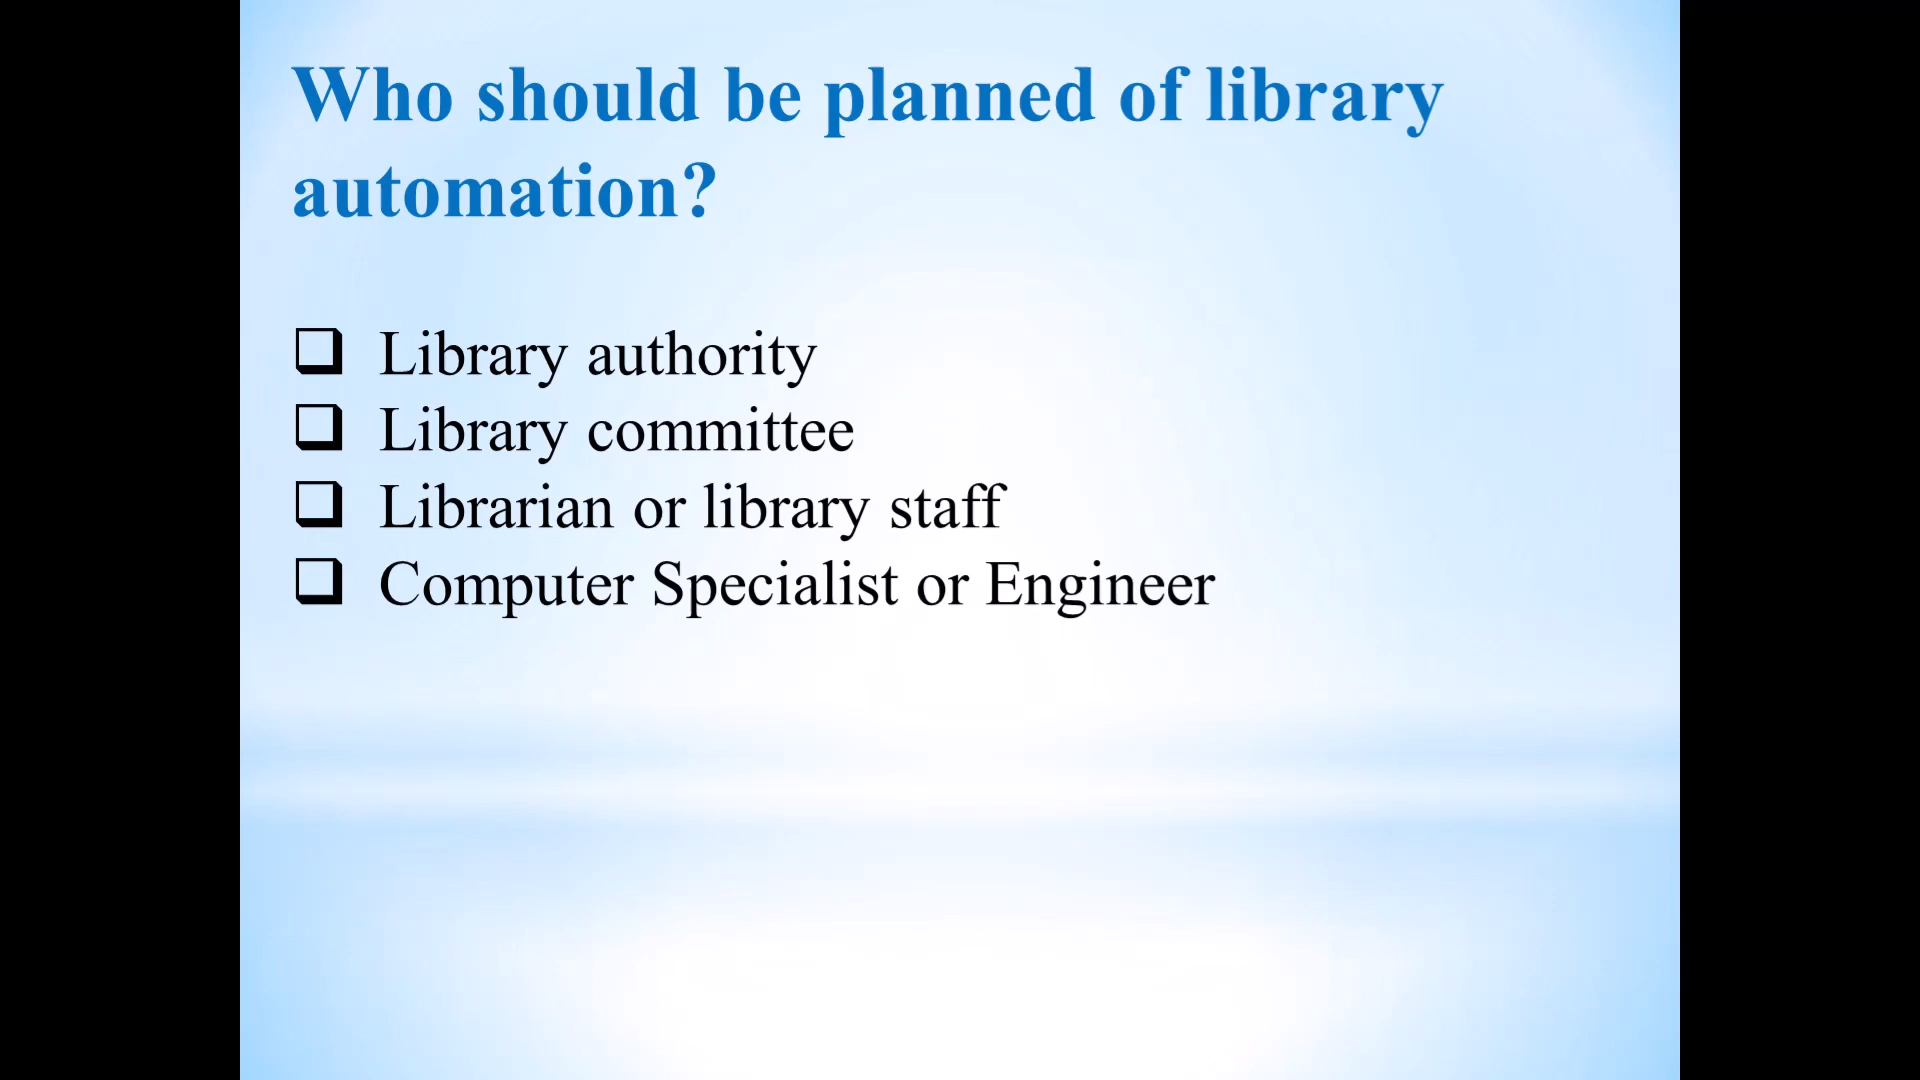 Who should be planned of library
automation?
❑ Library authority
❑ Library committee
❑ Librarian or library staff
❑ Computer Specialist or Engineer